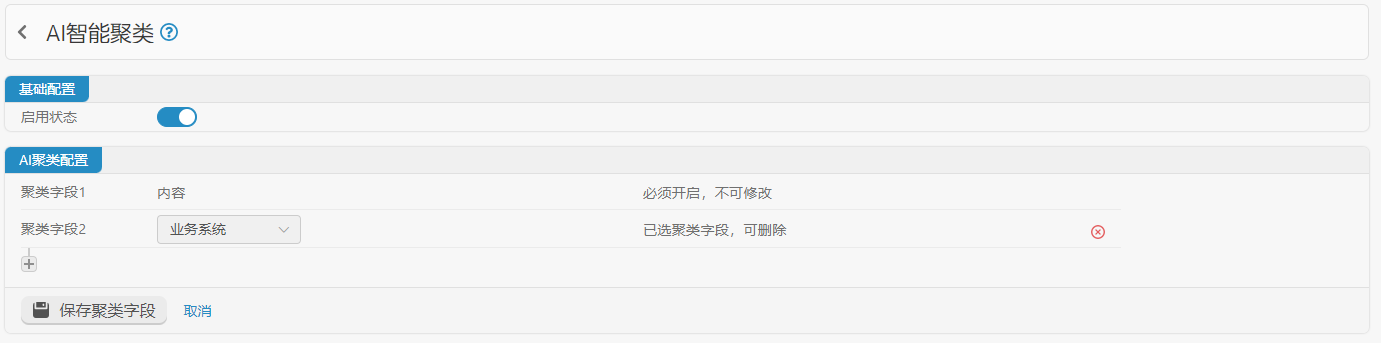 AI智能聚类
基础配置
启用状态
AI聚类配置
聚类字段1 内容 必须开启，不可修改
聚类字段2 业务系统 已选聚类字段，可删除
保存聚类字段 取消